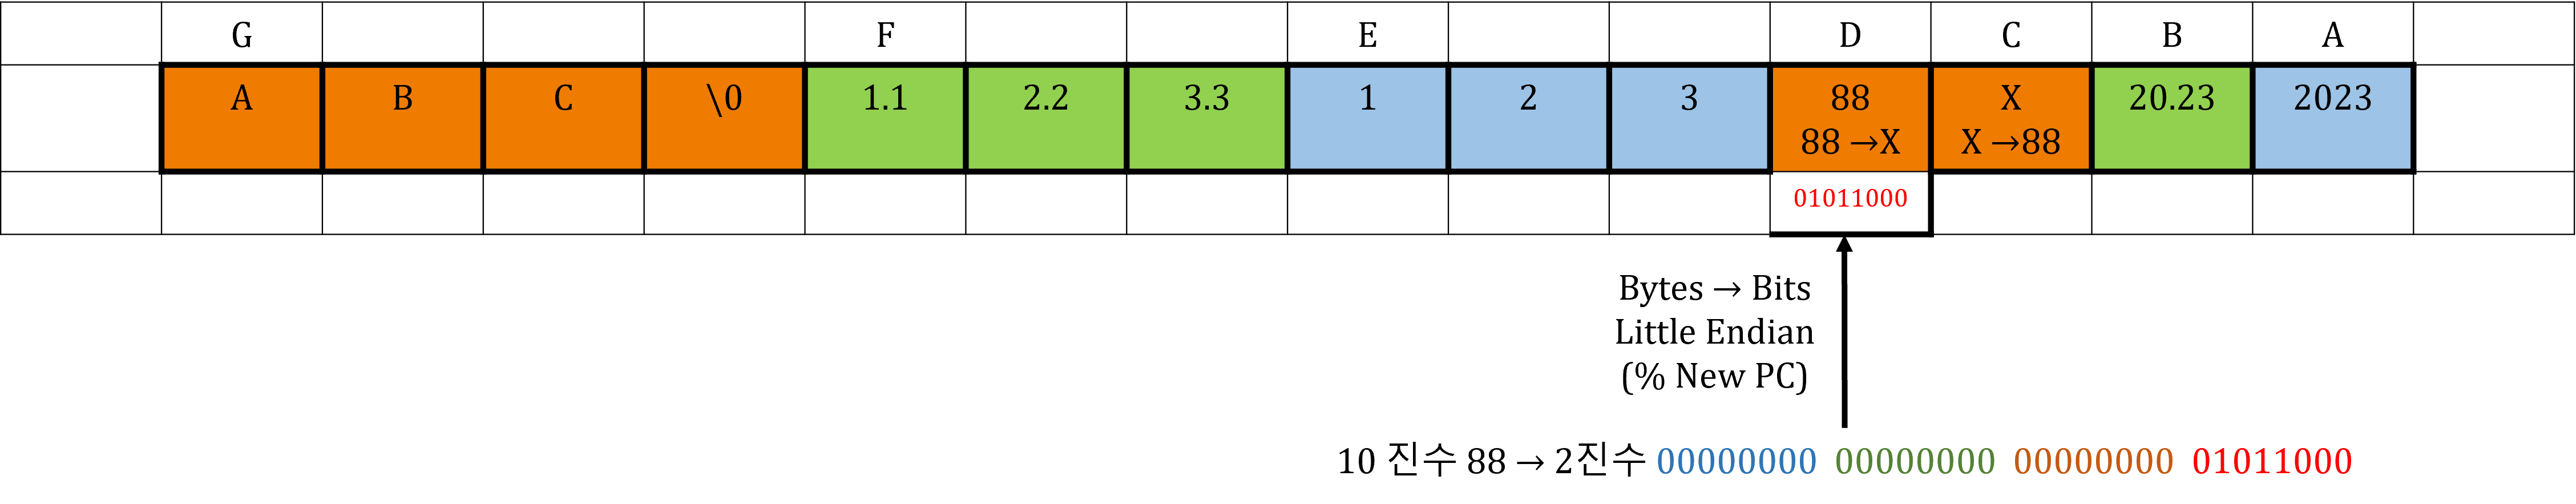 G F E D C B A
A B C \0 1.1 2.2 3.3 1 2 3 88 X 20.23 2023
88 →X X →88
01011000
Bytes → Bits
Little Endian
(% New PC)
10 진수 88 → 2진수 00000000 00000000 00000000 01011000